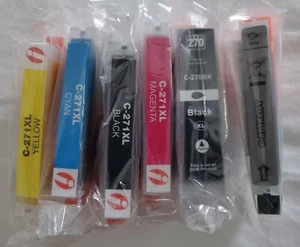 C-271XL
YELLOW
C-271XL
CYAN
C-271XL
BLACK
C-271XL
MAGENTA
270
C-270BK
Black
XL